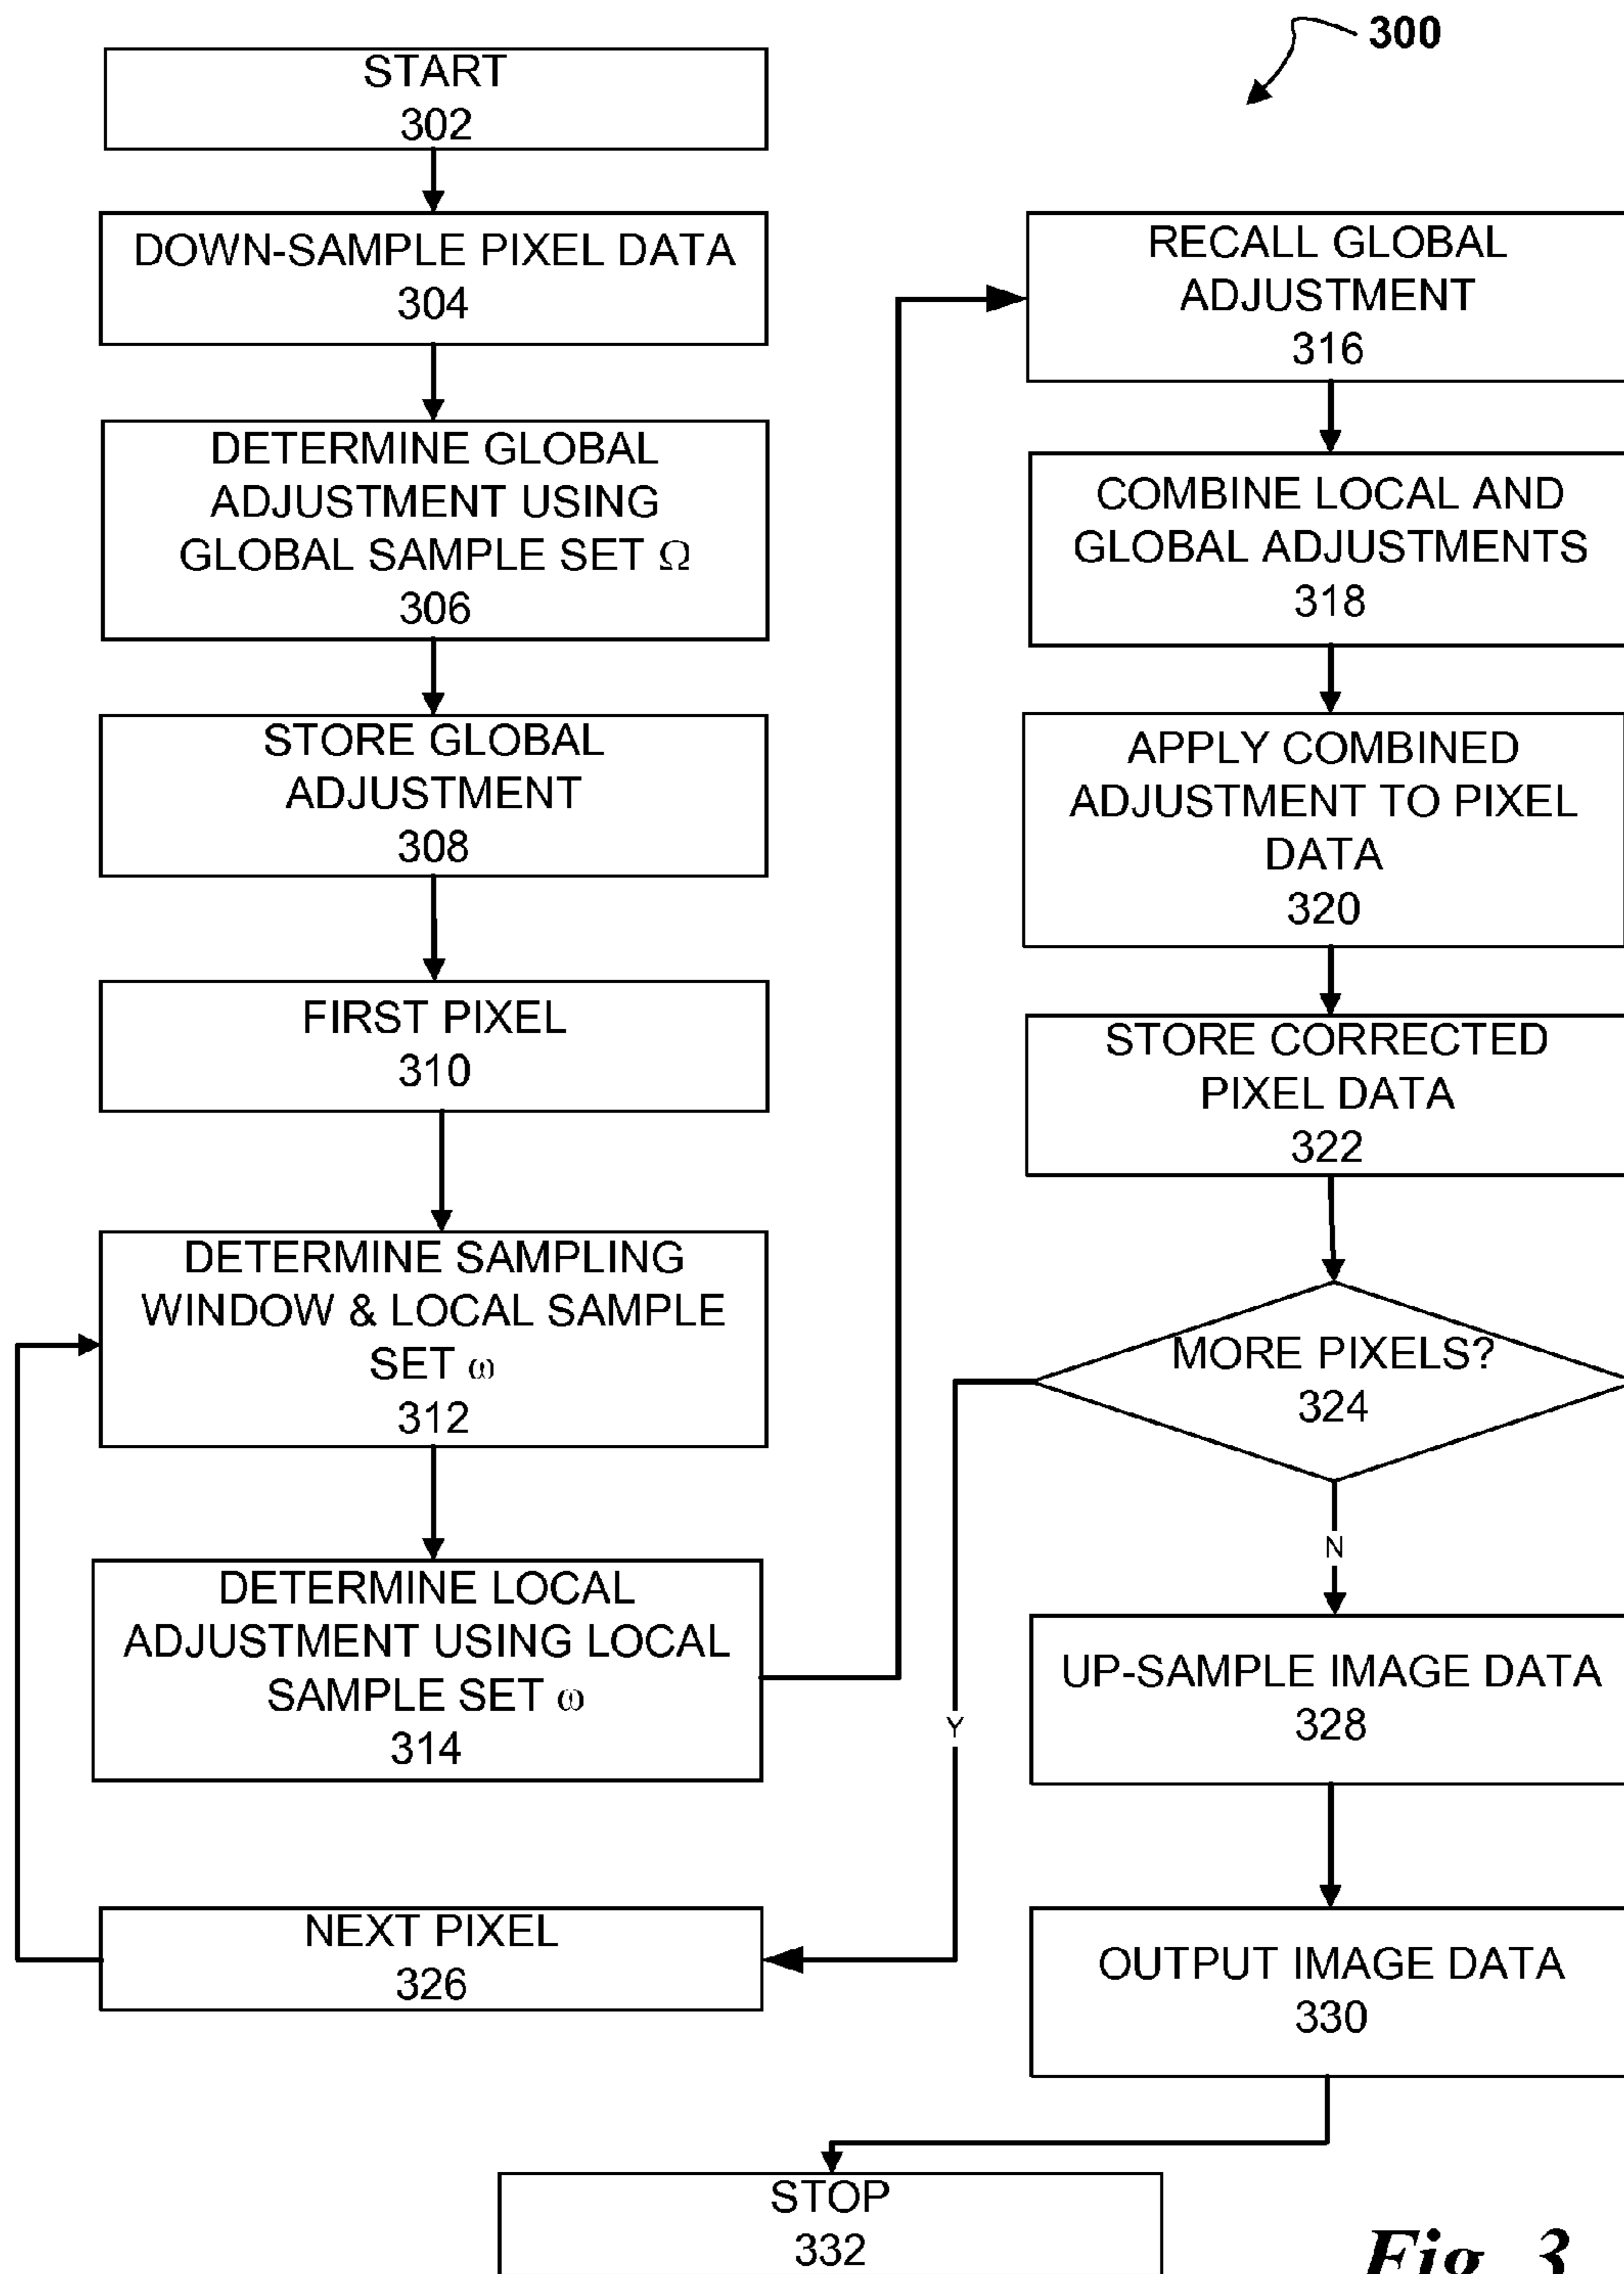 300
START
302
DOWN-SAMPLE PIXEL DATA
304
DETERMINE GLOBAL
ADJUSTMENT USING
GLOBAL SAMPLE SET Ω
306
STORE GLOBAL
ADJUSTMENT
308
FIRST PIXEL
310
DETERMINE SAMPLING
WINDOW & LOCAL SAMPLE
SET ω
312
DETERMINE LOCAL
ADJUSTMENT USING LOCAL
SAMPLE SET ω
314
RECALL GLOBAL
ADJUSTMENT
316
COMBINE LOCAL AND
GLOBAL ADJUSTMENTS
318
APPLY COMBINED
ADJUSTMENT TO PIXEL
DATA
320
STORE CORRECTED
PIXEL DATA
322
MORE PIXELS?
324
Y
N
NEXT PIXEL
326
UP-SAMPLE IMAGE DATA
328
OUTPUT IMAGE DATA
330
STOP
332
Fig. 3